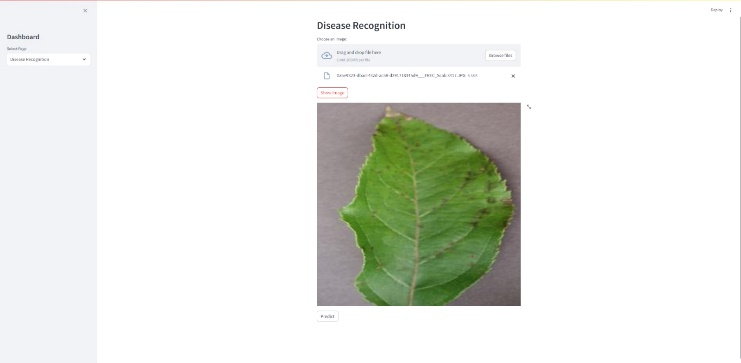 Deploy
Dashboard
Select Page
Disease Recognition
Disease Recognition
Choose an Image:
Drag and drop file here
Browse files
Show Image
Predict